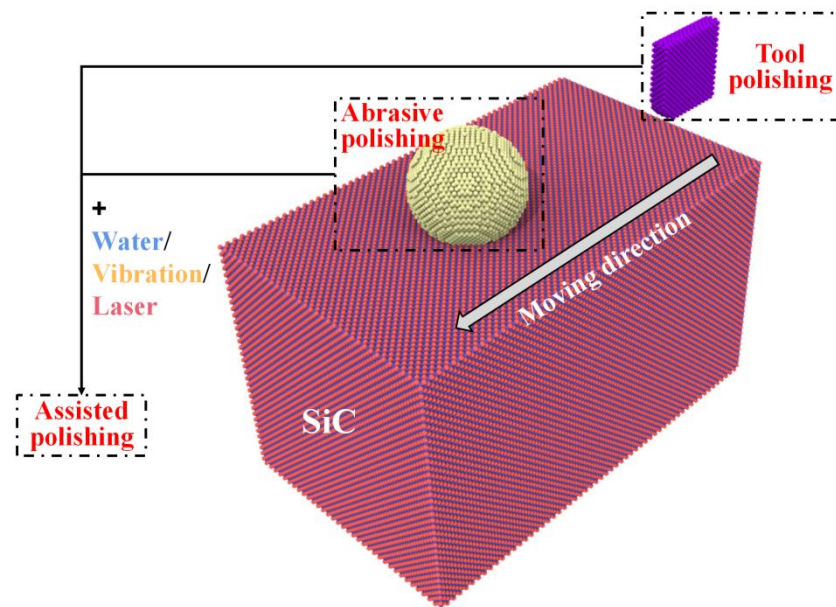 Tool
polishing
Abrasive
polishing
+
Water/
Vibration/
Laser
Moving direction
Assisted
polishing
SiC